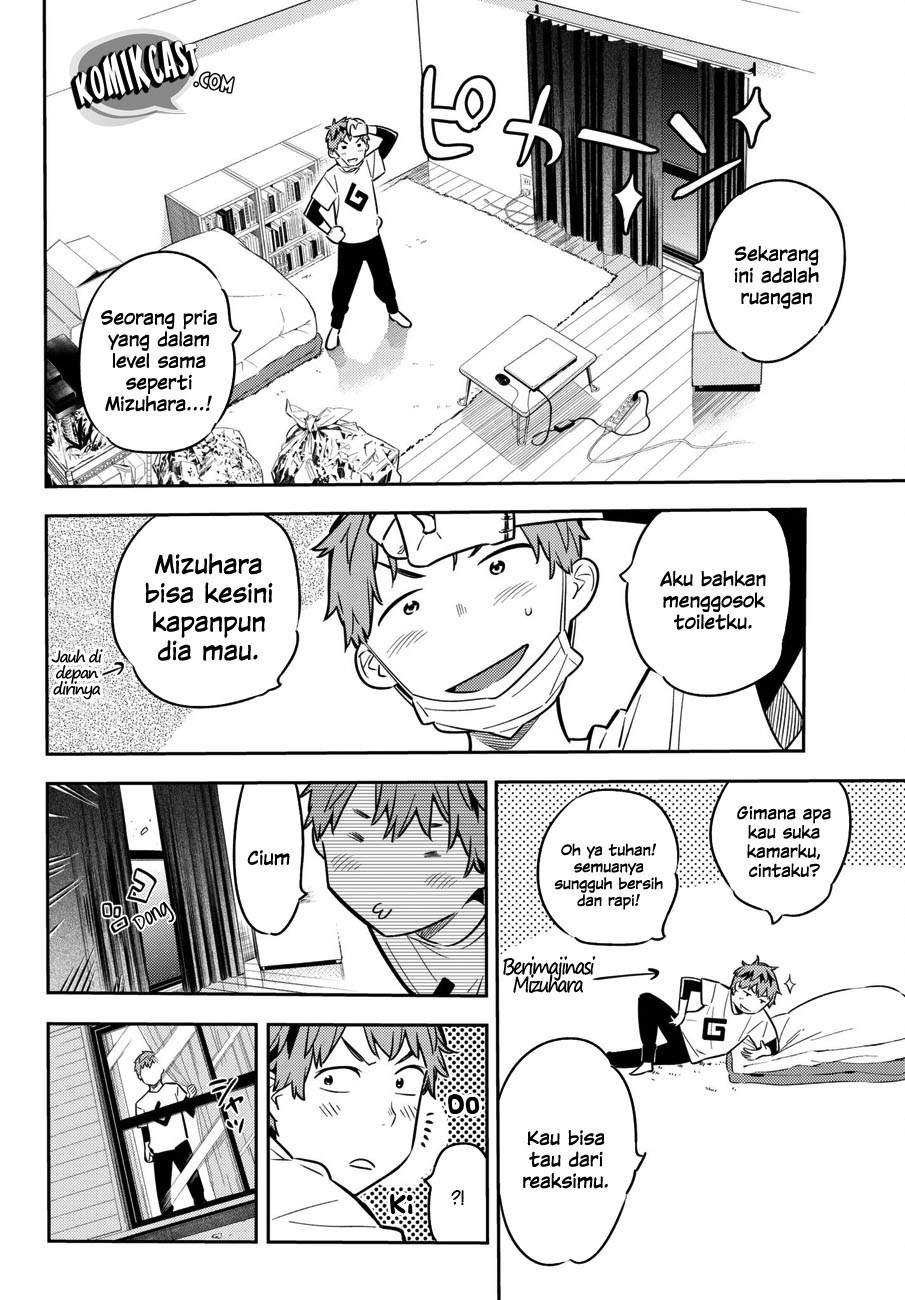 KOMIKCAST
.COM
ピカーン
Sekarang
ini adalah
ruangan
Seorang pria
yang dalam
level sama
seperti
Mizuhara...!
Aku bahkan
menggosok
toiletku.
Mizuhara
bisa kesini
kapanpun
dia mau.
Jauh di
depan
dirinya
Gimana apa
kau suka
kamarku,
cintaku?
Oh ya tuhan!
semuanya
sungguh bersih
dan rapi!
Berimajinasi
Mizuhara
G
Kau bisa
tau dari
reaksimu.
Cium
Dong
Do
Ki
?!